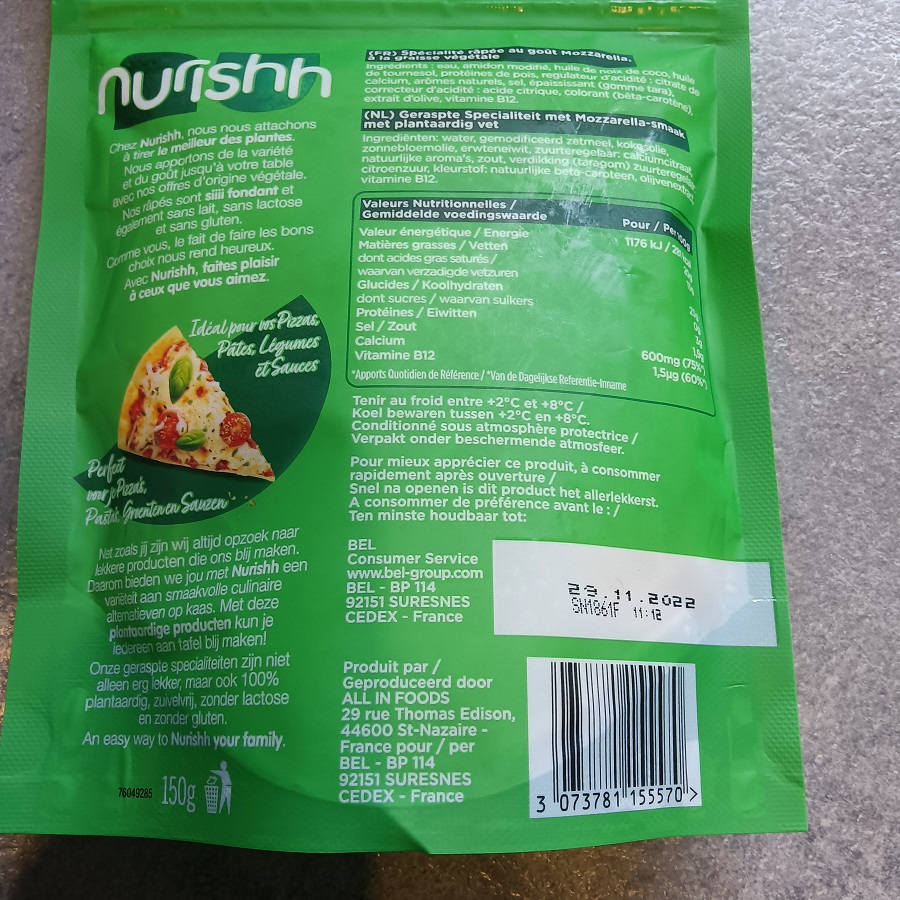 nurishh
Chez Nurishh, nous nous attachons
à tirer le meilleur des plantes.
Nous apportons de la variété
et du goût jusqu'à votre table
avec nos offres d'origine végétale.
Nos râpés sont siiii fondant et
également sans lait, sans lactose
et sans gluten.
Comme vous, le fait de faire les bons
choix nous rend heureux.
Avec Nurishh, faites plaisir
à ceux que vous aimez.
Idéal pour vos Pizzas,
Pâtes, Légumes
et Sauces
Perfect
voor je Pizza's,
Pasta's, Groenten en Sauzen
Net zoals jij zijn wij altijd opzoek naar
lekkere producten die ons blij maken.
Daarom bieden we jou met Nurishh een
variëteit aan smaakvolle culinaire
alternatieven op kaas. Met deze
plantaardige producten kun je
iedereen aan tafel blij maken!
Onze geraspte specialiteiten zijn niet
alleen erg lekker, maar ook 100%
plantaardig, zuivelvrij, zonder lactose
en zonder gluten.
An easy way to Nurishh your family.
76049285 150g
(FR) Spécialité râpée au goût Mozzarella,
à la graisse végétale
Ingrédients : eau, amidon modifié, huile de noix de coco, huile
de tournesol, protéines de pois, regulateur d'acidité : citrate de
calcium, arômes naturels, sel, épaississant (gomme tara),
correcteur d'acidité : acide citrique, colorant (bêta-carotène),
extrait d'olive, vitamine B12.
(NL) Geraspte Specialiteit met Mozzarella-smaak
met plantaardig vet
Ingrediënten: water, gemodificeerd zetmeel, kokosolie,
zonnebloemolie, erwteneiwit, zuurteregelaar: calciumcitraat,
natuurlijke aroma's, zout, verdikking (taragom) zuurteregelaar
citroenzuur, kleurstof: natuurlijke beta-caroteen, olijvenextract,
vitamine B12.
Valeurs Nutritionnelles /
Gemiddelde voedingswaarde
Pour / Per 100g
Valeur énergétique / Energie 1176 kJ /
Matières grasses / Vetten
dont acides gras saturés /
waarvan verzadigde vetzuren
Glucides / Koolhydraten
dont sucres / waarvan suikers 0g
Protéines / Eiwitten
Sel / Zout 1,9g
Calcium 600mg (75%*)
Vitamine B12 1,5µg (60%*)
*Apports Quotidien de Référence / *Van de Dagelijkse Referentie-Inname
Tenir au froid entre +2°C et +8°C /
Koel bewaren tussen +2°C en +8°C.
Conditionné sous atmosphère protectrice /
Verpakt onder beschermende atmosfeer.
Pour mieux apprécier ce produit, à consommer
rapidement après ouverture /
Snel na openen is dit product het allerlekkerst.
A consommer de préférence avant le : /
Ten minste houdbaar tot:
BEL
Consumer Service
www.bel-group.com
BEL - BP 114
92151 SURESNES
CEDEX - France
29.11.2022
SN1861F 11:12
Produit par /
Geproduceerd door
ALL IN FOODS
29 rue Thomas Edison,
44600 St-Nazaire -
France pour / per
BEL - BP 114
92151 SURESNES
CEDEX - France
3 073781 155570 >